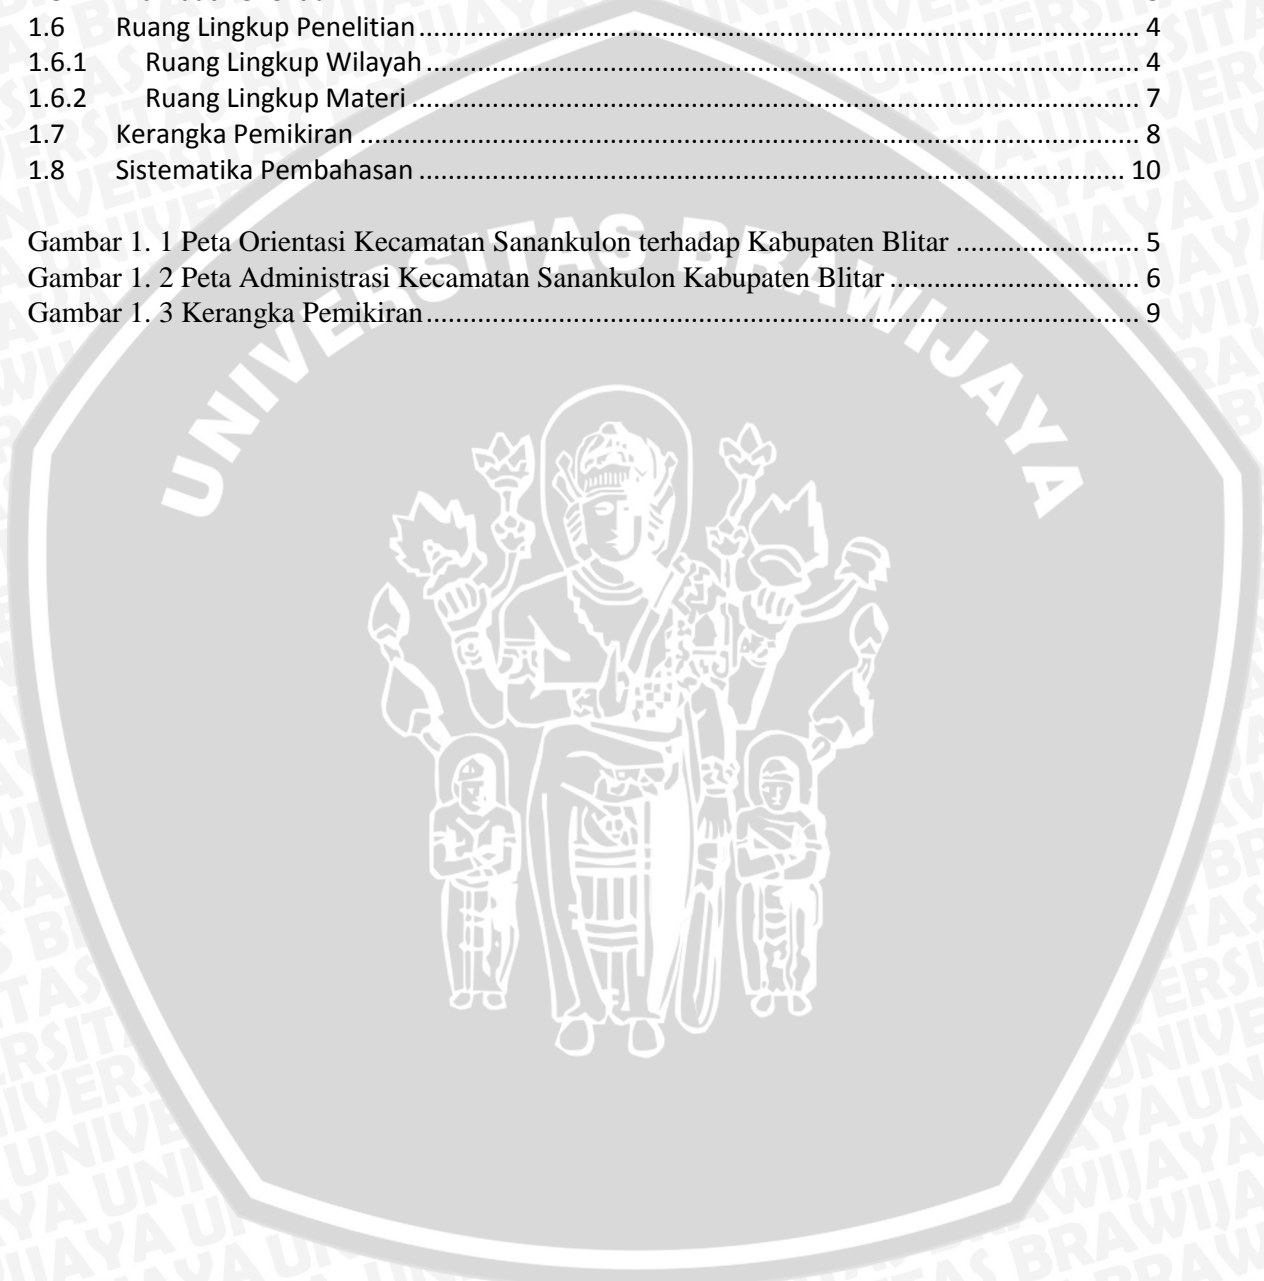 1.6 Ruang Lingkup Penelitian 4
1.6.1 Ruang Lingkup Wilayah 4
1.6.2 Ruang Lingkup Materi 7
1.7 Kerangka Pemikiran 8
1.8 Sistematika Pembahasan 10
Gambar 1. 1 Peta Orientasi Kecamatan Sanankulon terhadap Kabupaten Blitar 5
Gambar 1. 2 Peta Administrasi Kecamatan Sanankulon Kabupaten Blitar 6
Gambar 1. 3 Kerangka Pemikiran 9
UNIVERSITAS BRAWIJAYA